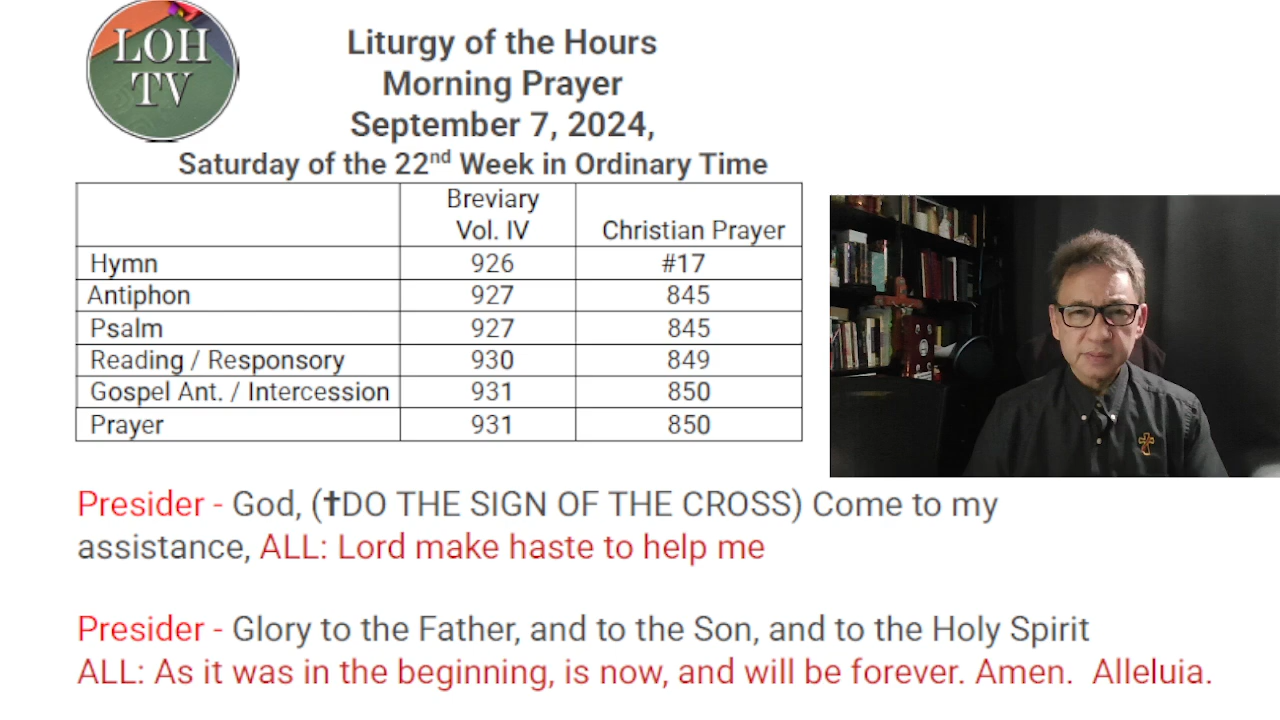 LOH
TV
Liturgy of the Hours
Morning Prayer
September 7, 2024,
Saturday of the 22nd Week in Ordinary Time
Breviary
Vol. IV Christian Prayer
Hymn 926 #17
Antiphon 927 845
Psalm 927 845
Reading / Responsory 930 849
Gospel Ant. / Intercession 931 850
Prayer 931 850
Presider - God, (✝DO THE SIGN OF THE CROSS) Come to my
assistance, ALL: Lord make haste to help me
Presider - Glory to the Father, and to the Son, and to the Holy Spirit
ALL: As it was in the beginning, is now, and will be forever. Amen.  Alleluia.